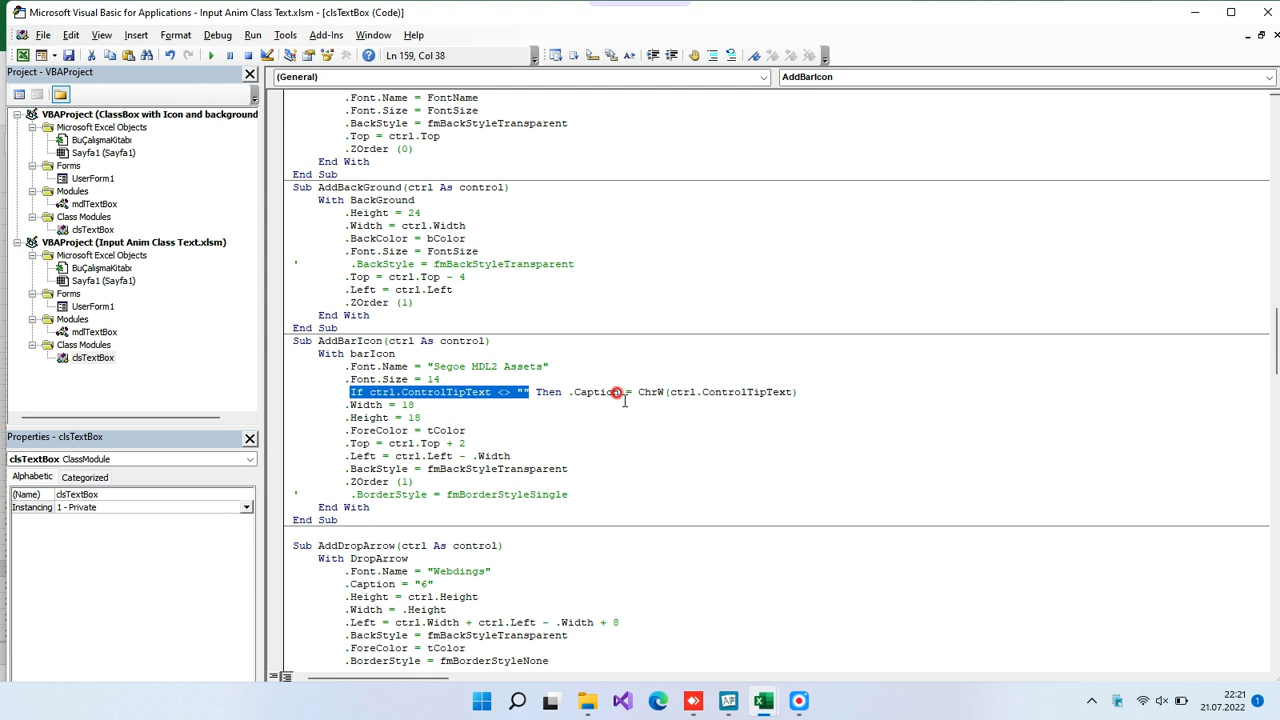 Microsoft Visual Basic for Applications - Input Anim Class Text.xlsm - [clsTextBox (Code)]
File Edit View Insert Format Debug Run Tools Add-Ins Window Help
Ln 159, Col 38
Project - VBAProject
(General)
AddBarIcon
VBAProject (ClassBox with Icon and background
Microsoft Excel Objects
BuÇalışmaKitabı
Sayfa1 (Sayfa1)
Forms
UserForm1
Modules
mdlTextBox
Class Modules
clsTextBox
VBAProject (Input Anim Class Text.xlsm)
Microsoft Excel Objects
BuÇalışmaKitabı
Sayfa1 (Sayfa1)
Forms
UserForm1
Modules
mdlTextBox
Class Modules
clsTextBox
Properties - clsTextBox
clsTextBox ClassModule
Alphabetic Categorized
(Name) clsTextBox
Instancing 1 - Private
.Font.Name = FontName
.Font.Size = FontSize
.BackStyle = fmBackStyleTransparent
.Top = ctrl.Top
.ZOrder (0)
End With
End Sub
Sub AddBackGround(ctrl As control)
With BackGround
.Height = 24
.Width = ctrl.Width
.BackColor = bColor
.Font.Size = FontSize
' .BackStyle = fmBackStyleTransparent
.Top = ctrl.Top - 4
.Left = ctrl.Left
.ZOrder (1)
End With
End Sub
Sub AddBarIcon(ctrl As control)
With barIcon
.Font.Name = "Segoe MDL2 Assets"
.Font.Size = 14
If ctrl.ControlTipText <> "" Then .Caption = ChrW(ctrl.ControlTipText)
.Width = 18
.Height = 18
.ForeColor = tColor
.Top = ctrl.Top + 2
.Left = ctrl.Left - .Width
.BackStyle = fmBackStyleTransparent
.ZOrder (1)
' .BorderStyle = fmBorderStyleSingle
End With
End Sub
Sub AddDropArrow(ctrl As control)
With DropArrow
.Font.Name = "Webdings"
.Caption = "6"
.Height = ctrl.Height
.Width = .Height
.Left = ctrl.Width + ctrl.Left - .Width + 8
.BackStyle = fmBackStyleTransparent
.ForeColor = tColor
.BorderStyle = fmBorderStyleNone
22:21
21.07.2022
1